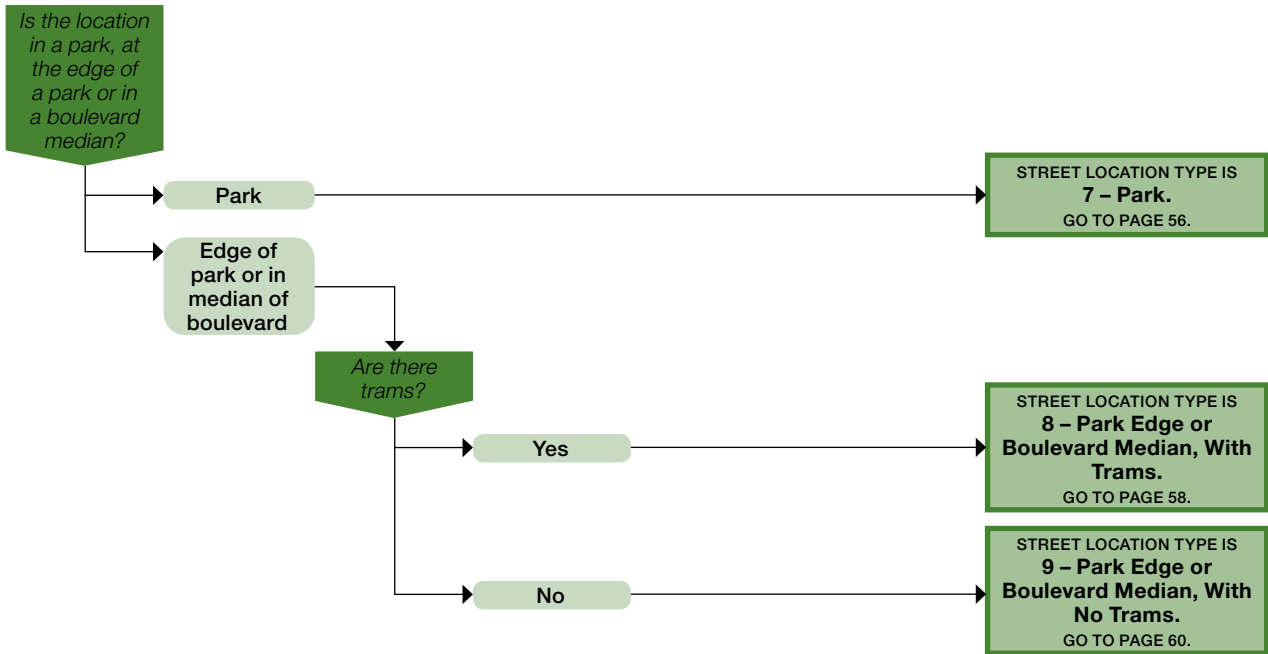 Is the location
in a park, at
the edge of
a park or in
a boulevard
median?
Park
STREET LOCATION TYPE IS
7 – Park.
GO TO PAGE 56.
Edge of
park or in
median of
boulevard
Are there
trams?
Yes
STREET LOCATION TYPE IS
8 – Park Edge or
Boulevard Median, With
Trams.
GO TO PAGE 58.
No
STREET LOCATION TYPE IS
9 – Park Edge or
Boulevard Median, With
No Trams.
GO TO PAGE 60.